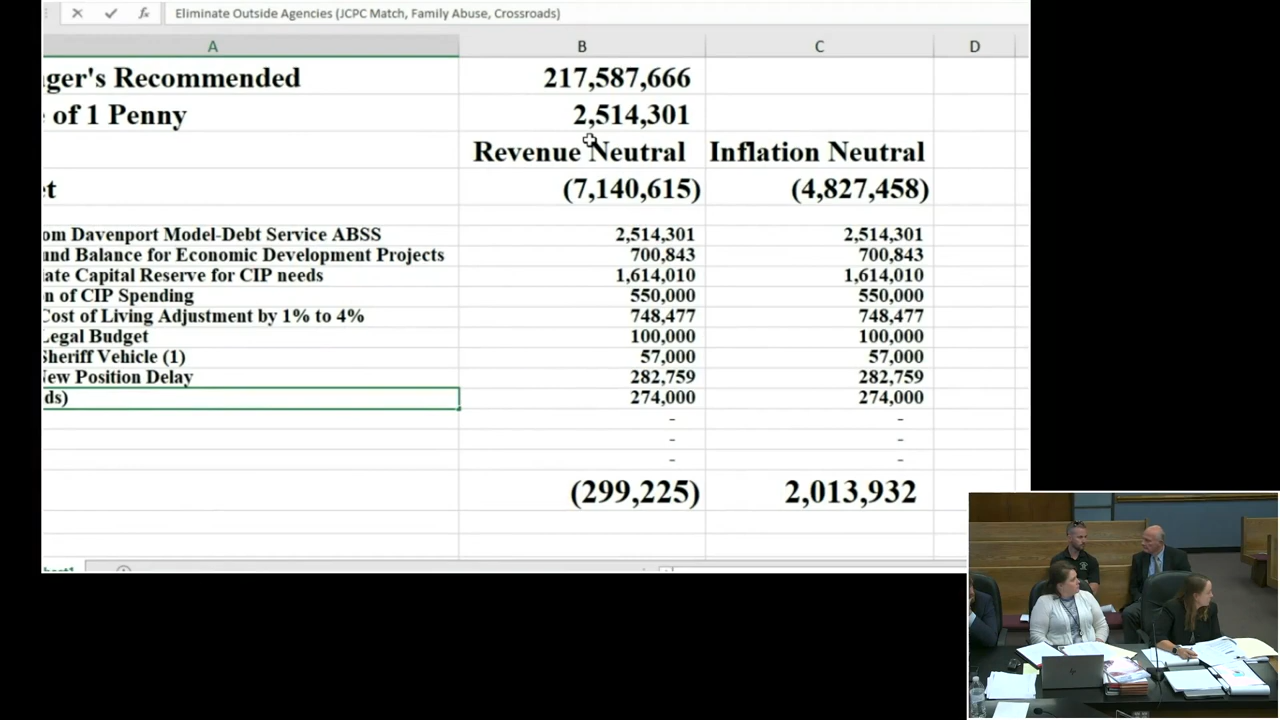 Eliminate Outside Agencies (JCPC Match, Family Abuse, Crossroads)
A B C D
ger's Recommended 217,587,666
of 1 Penny 2,514,301
Revenue Neutral Inflation Neutral
et (7,140,615) (4,827,458)
om Davenport Model-Debt Service ABSS 2,514,301 2,514,301
und Balance for Economic Development Projects 700,843 700,843
ate Capital Reserve for CIP needs 1,614,010 1,614,010
n of CIP Spending 550,000 550,000
Cost of Living Adjustment by 1% to 4% 748,477 748,477
Legal Budget 100,000 100,000
Sheriff Vehicle (1) 57,000 57,000
New Position Delay 282,759 282,759
ds) 274,000 274,000
- -
- -
- -
(299,225) 2,013,932